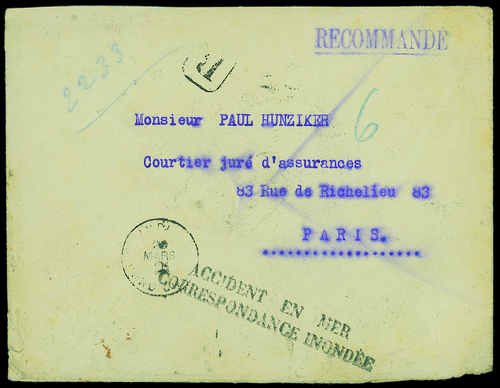 RECOMMANDÉ
2233
T
6
Monsieur PAUL HUNZIKER
Courtier juré d'assurances
83 Rue de Richelieu 83
PARIS.
MARS
ACCIDENT EN MER
CORRESPONDANCE INONDÉE